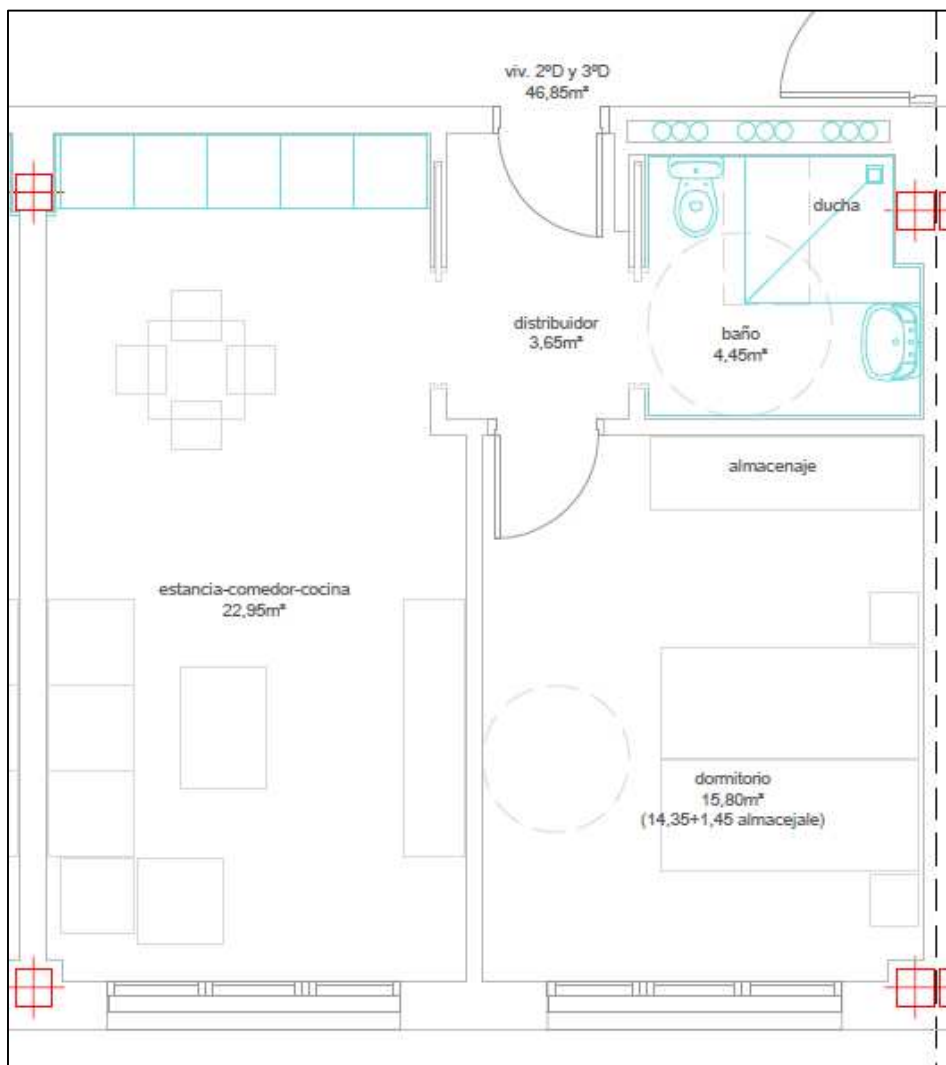 viv. 2ºD y 3ºD
46,85m²
ducha
distribuidor
3,65m²
baño
4,45m²
almacenaje
estancia-comedor-cocina
22,95m²
dormitorio
15,80m²
(14,35+1,45 almacejale)